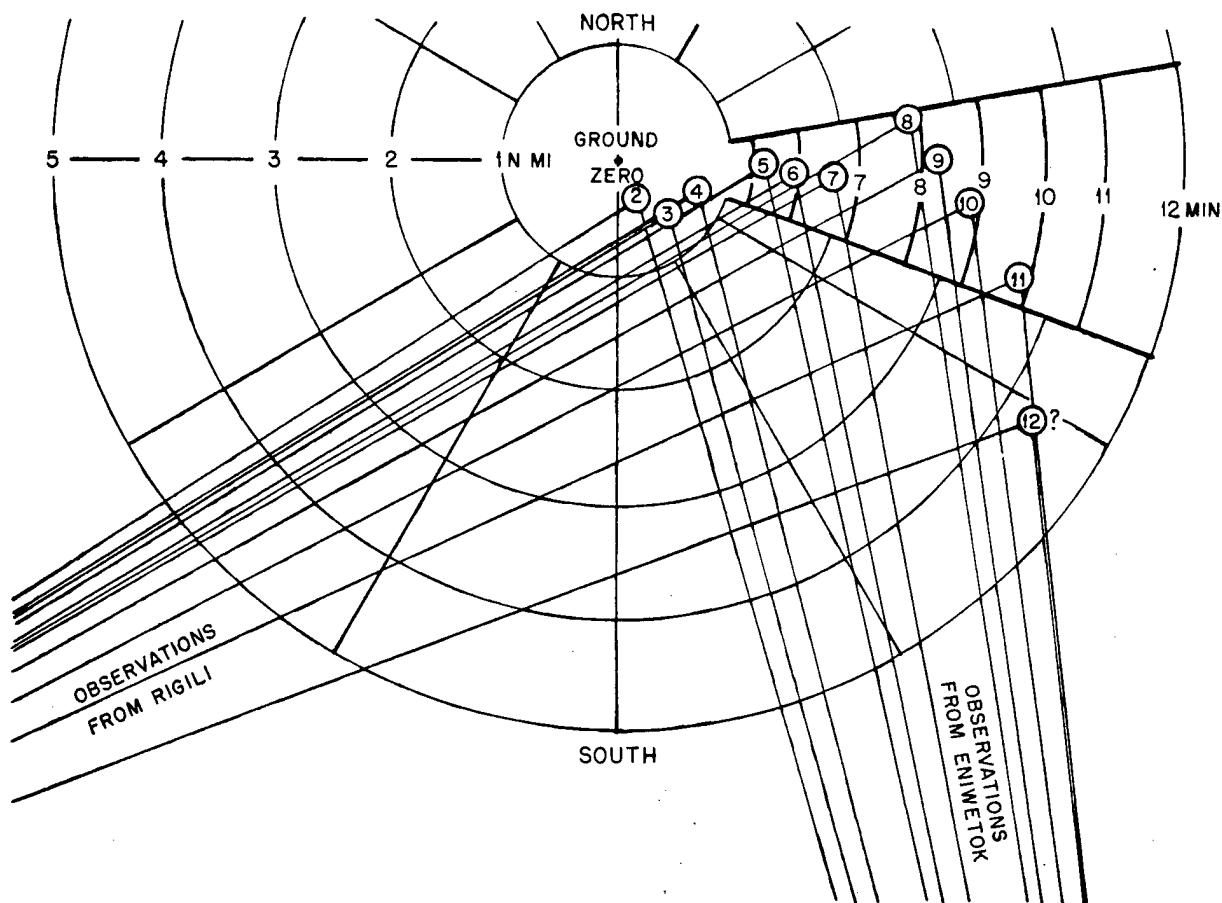 NORTH
GROUND
ZERO
5 4 3 2 1 N MI
2
3
4
5
6
7
8
9
10
11
12 ?
7
8
9
10
11
12 MIN
OBSERVATIONS
FROM RIGILI
SOUTH
OBSERVATIONS
FROM ENIWETOK